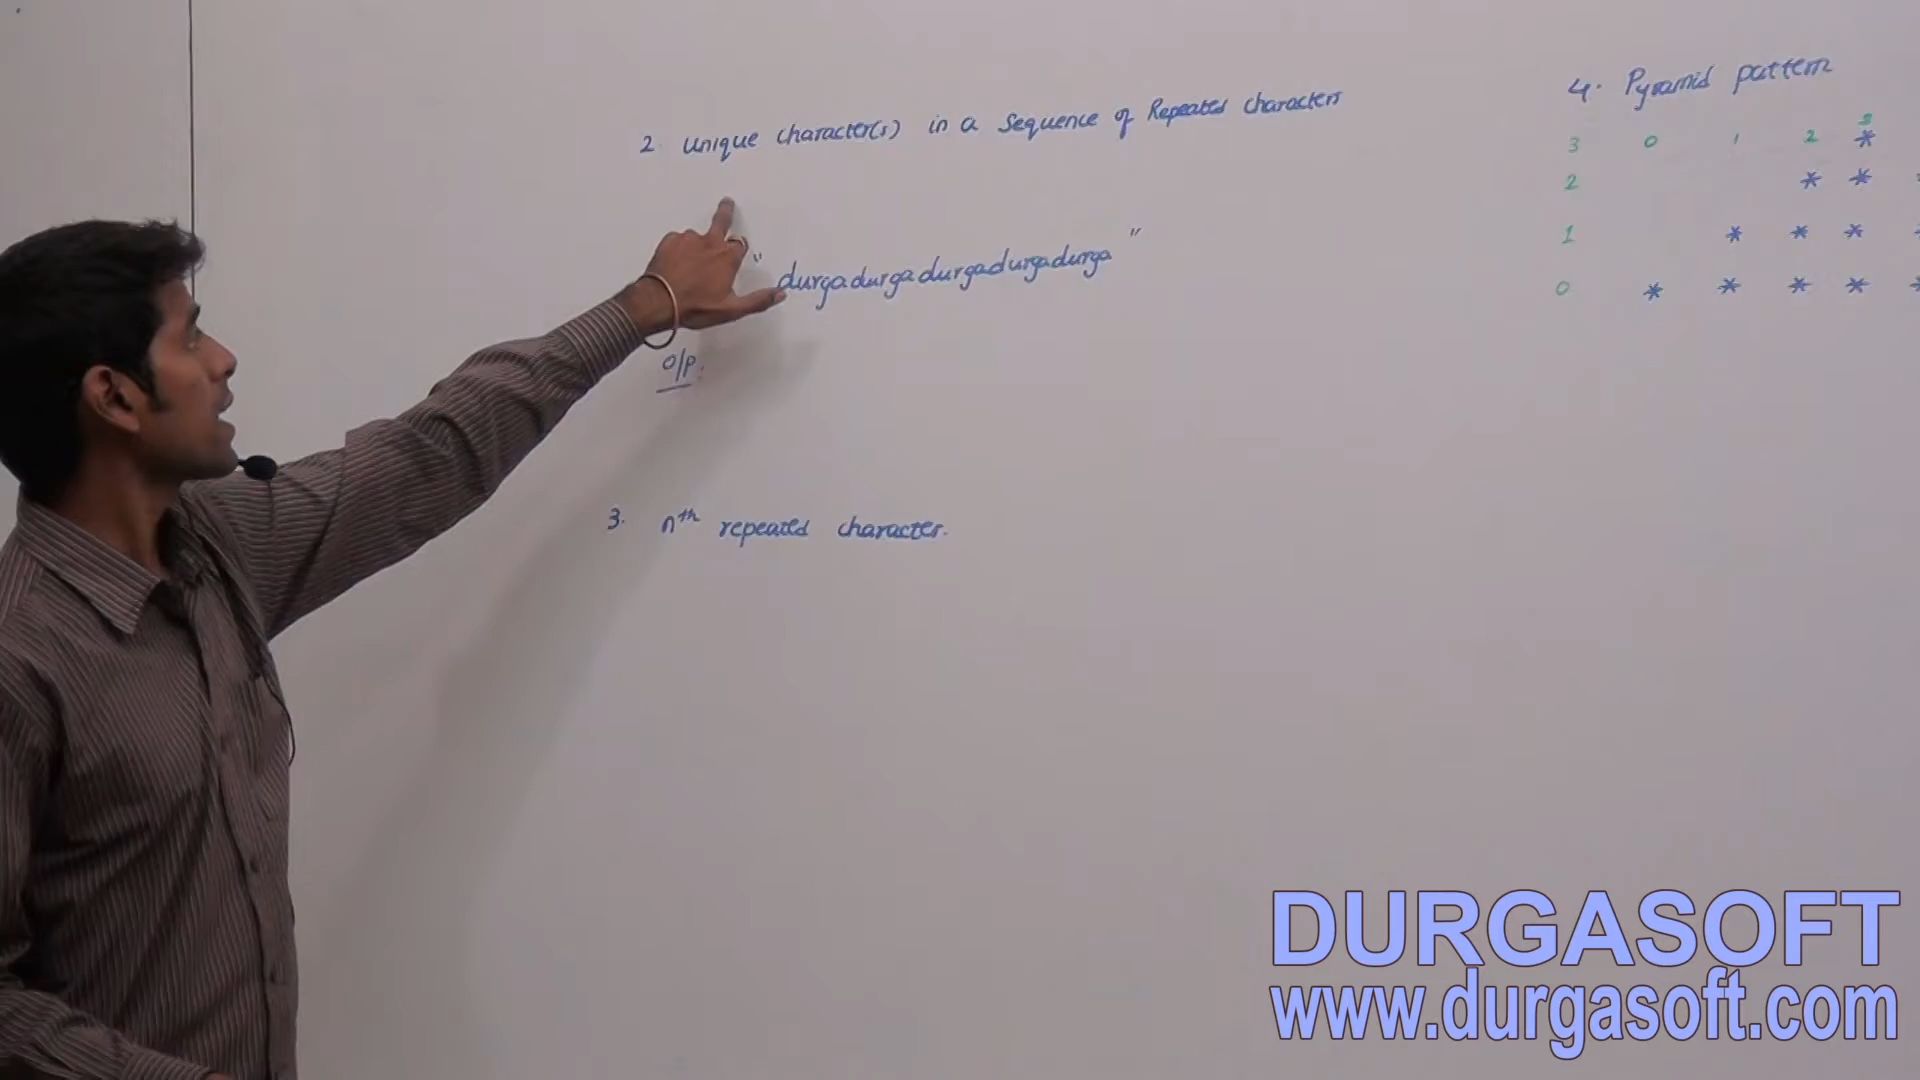 2. Unique character(s) in a Sequence of Repeated characters
" durgadurgadurgadurgadurga "
O/P:
3. nth repeated character.
4. Pyramid pattern
3 0 1 2 3 *
2 * * *
1 * * * *
0 * * * * *
DURGASOFT
www.durgasoft.com